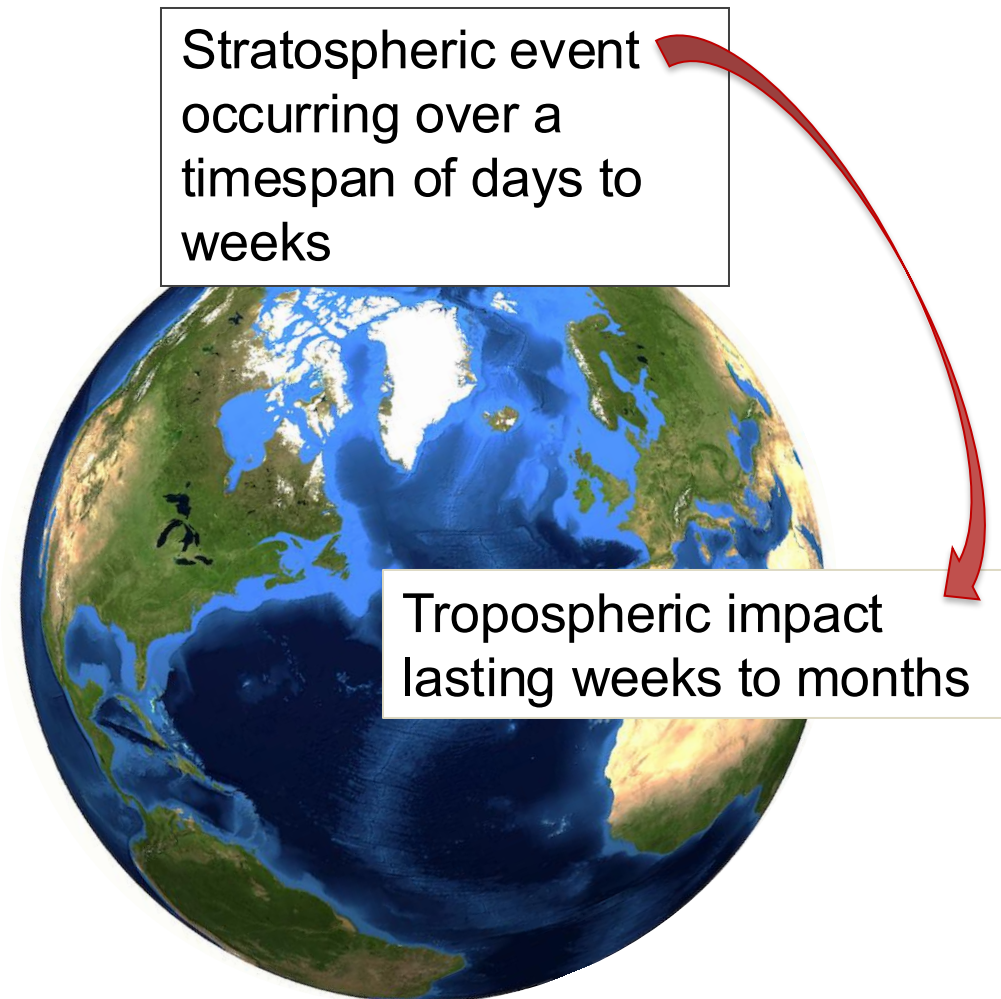 Stratospheric event
occurring over a
timespan of days to
weeks
Tropospheric impact
lasting weeks to months